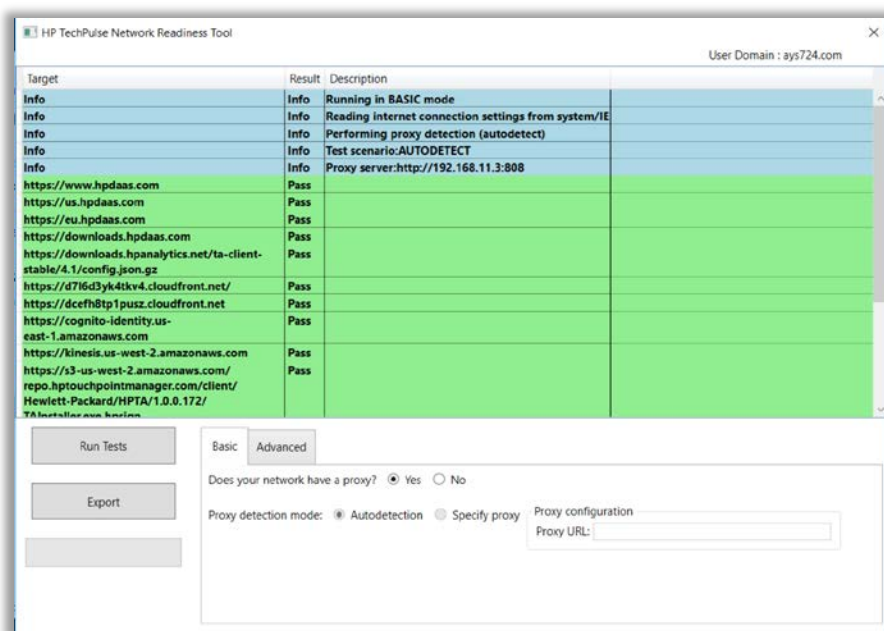 HP TechPulse Network Readiness Tool
User Domain : ays724.com
Target Result Description
Info Info Running in BASIC mode
Info Info Reading internet connection settings from system/IE
Info Info Performing proxy detection (autodetect)
Info Info Test scenario:AUTODETECT
Info Info Proxy server:http://192.168.11.3:808
https://www.hpdaas.com Pass
https://us.hpdaas.com Pass
https://eu.hpdaas.com Pass
https://downloads.hpdaas.com Pass
https://downloads.hpanalytics.net/ta-client- Pass
stable/4.1/config.json.gz
https://d7l6d3yk4tkv4.cloudfront.net/ Pass
https://dcefh8tp1pusz.cloudfront.net Pass
https://cognito-identity.us- Pass
east-1.amazonaws.com
https://kinesis.us-west-2.amazonaws.com Pass
https://s3-us-west-2.amazonaws.com/ Pass
repo.hptouchpointmanager.com/client/
Hewlett-Packard/HPTA/1.0.0.172/
TAInstaller.exe.hpsign
Run Tests
Basic Advanced
Does your network have a proxy? Yes No
Export
Proxy detection mode: Autodetection Specify proxy
Proxy configuration
Proxy URL: